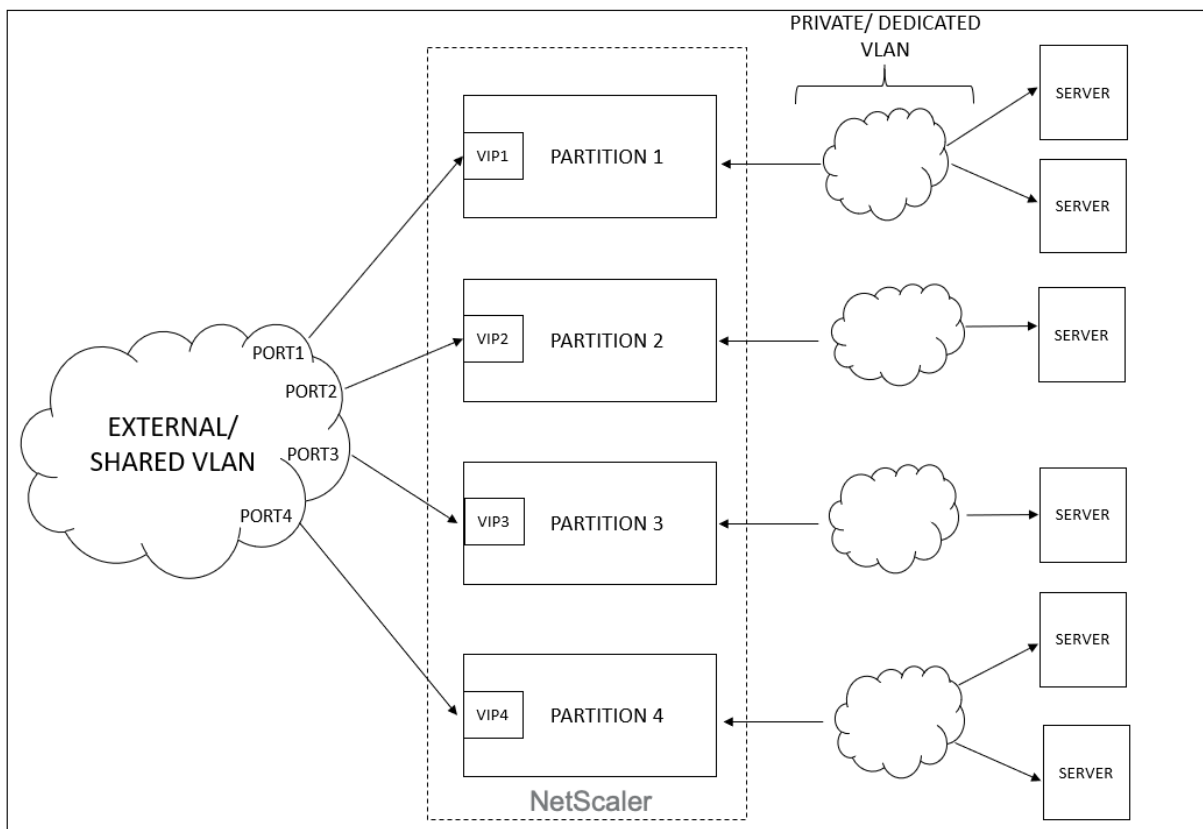 PRIVATE/ DEDICATED
VLAN
SERVER
VIP1
PARTITION 1
SERVER
VIP2
PARTITION 2
SERVER
PORT1
PORT2
EXTERNAL/
SHARED VLAN
PORT3
PORT4
VIP3
PARTITION 3
SERVER
SERVER
VIP4
PARTITION 4
SERVER
NetScaler